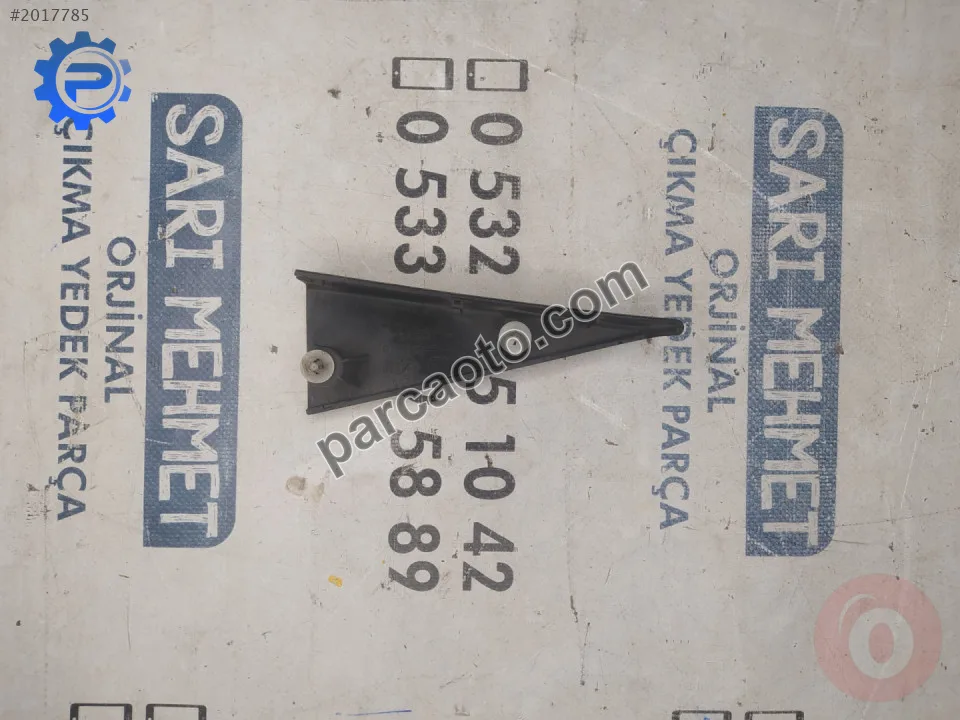 #2017785
P
SARI MEHMET
ORJİNAL
ÇIKMA YEDEK PARÇA
0 532
5 10 42
0 533
58 89
SARI MEHMET
ORJİNAL
ÇIKMA YEDEK PARÇA
parcaoto.com
O